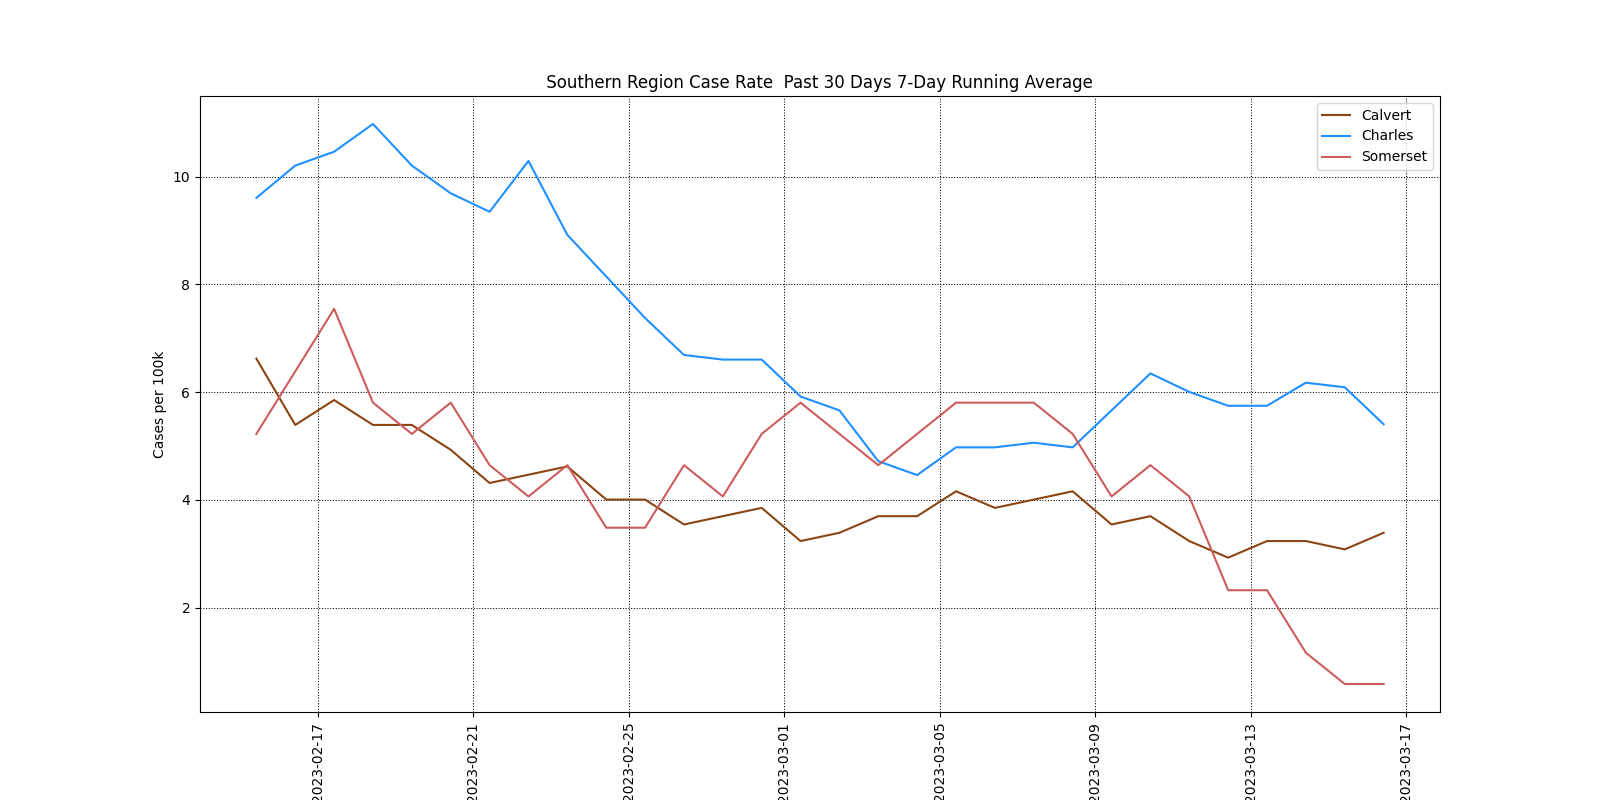 Southern Region Case Rate  Past 30 Days 7-Day Running Average
Calvert
Charles
Somerset
Cases per 100k
10
8
6
4
2
2023-02-17
2023-02-21
2023-02-25
2023-03-01
2023-03-05
2023-03-09
2023-03-13
2023-03-17